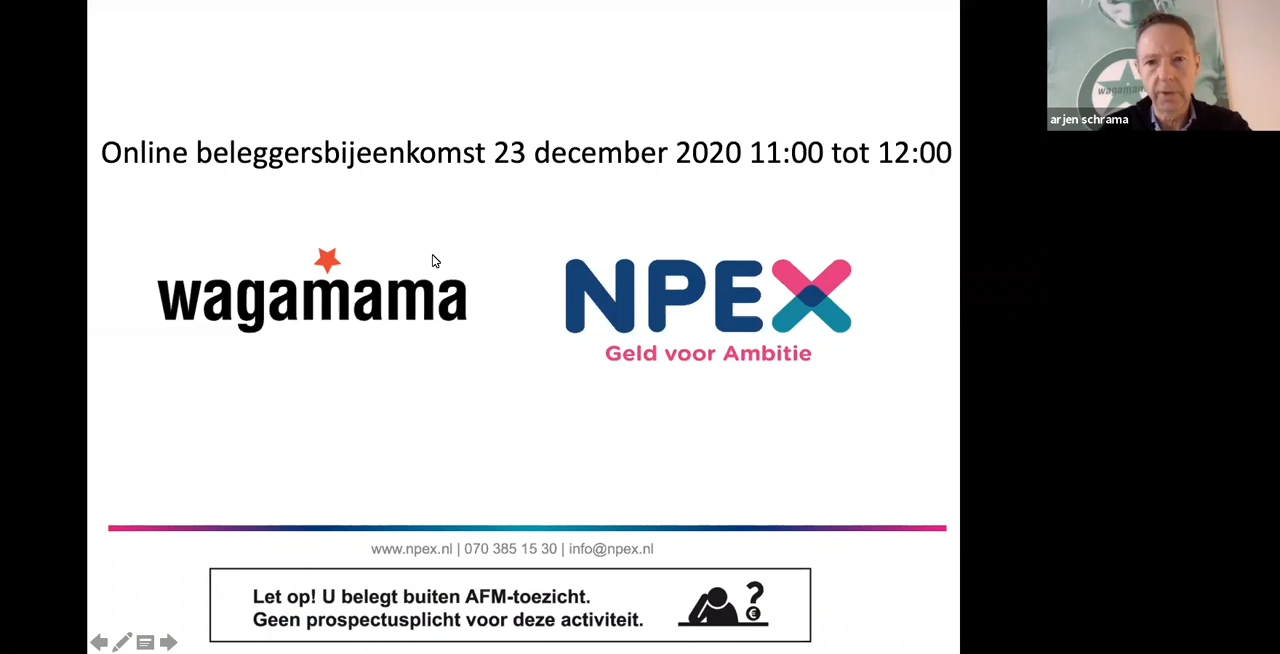 Online beleggersbijeenkomst 23 december 2020 11:00 tot 12:00
wagamama
NPEX
Geld voor Ambitie
www.npex.nl | 070 385 15 30 | info@npex.nl
Let op! U belegt buiten AFM-toezicht.
Geen prospectusplicht voor deze activiteit.
?
€
wagamam
arjen schrama